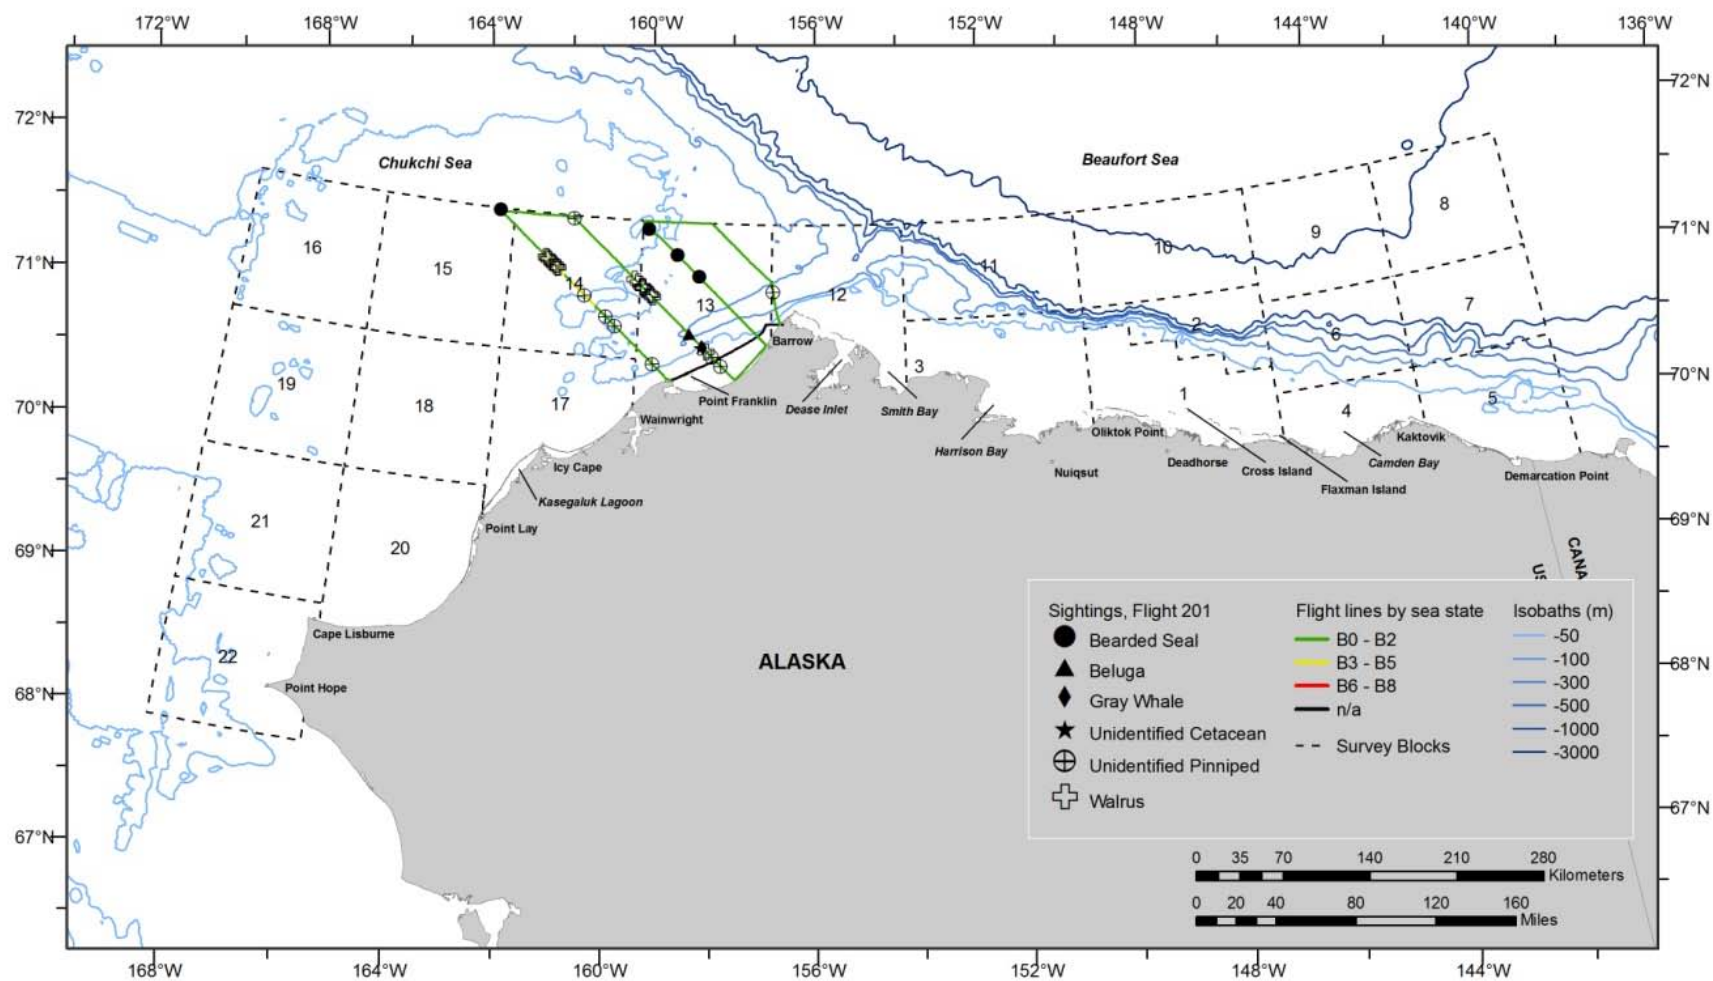 172°W 168°W 164°W 160°W 156°W 152°W 148°W 144°W 140°W 136°W
72°N 72°N
Chukchi Sea Beaufort Sea
71°N 71°N
16 15 14 13 12 11 10 9 8
7 6 2
70°N 70°N
19 18 17 3 1 4 5
Barrow
Point Franklin
Dease Inlet
Smith Bay
Wainwright
Harrison Bay
Oliktok Point
Kaktovik
Icy Cape
Nuiqsut
Deadhorse
Cross Island
Camden Bay
Flaxman Island
Demarcation Point
Kasegaluk Lagoon
69°N 69°N
21 20
Point Lay
CANA
US
Cape Lisburne
22
68°N 68°N
Point Hope
ALASKA
67°N 67°N
Sightings, Flight 201
Bearded Seal
Beluga
Gray Whale
Unidentified Cetacean
Unidentified Pinniped
Walrus
Flight lines by sea state
B0 - B2
B3 - B5
B6 - B8
n/a
Survey Blocks
Isobaths (m)
-50
-100
-300
-500
-1000
-3000
0 35 70 140 210 280
Kilometers
0 20 40 80 120 160
Miles
168°W 164°W 160°W 156°W 152°W 148°W 144°W